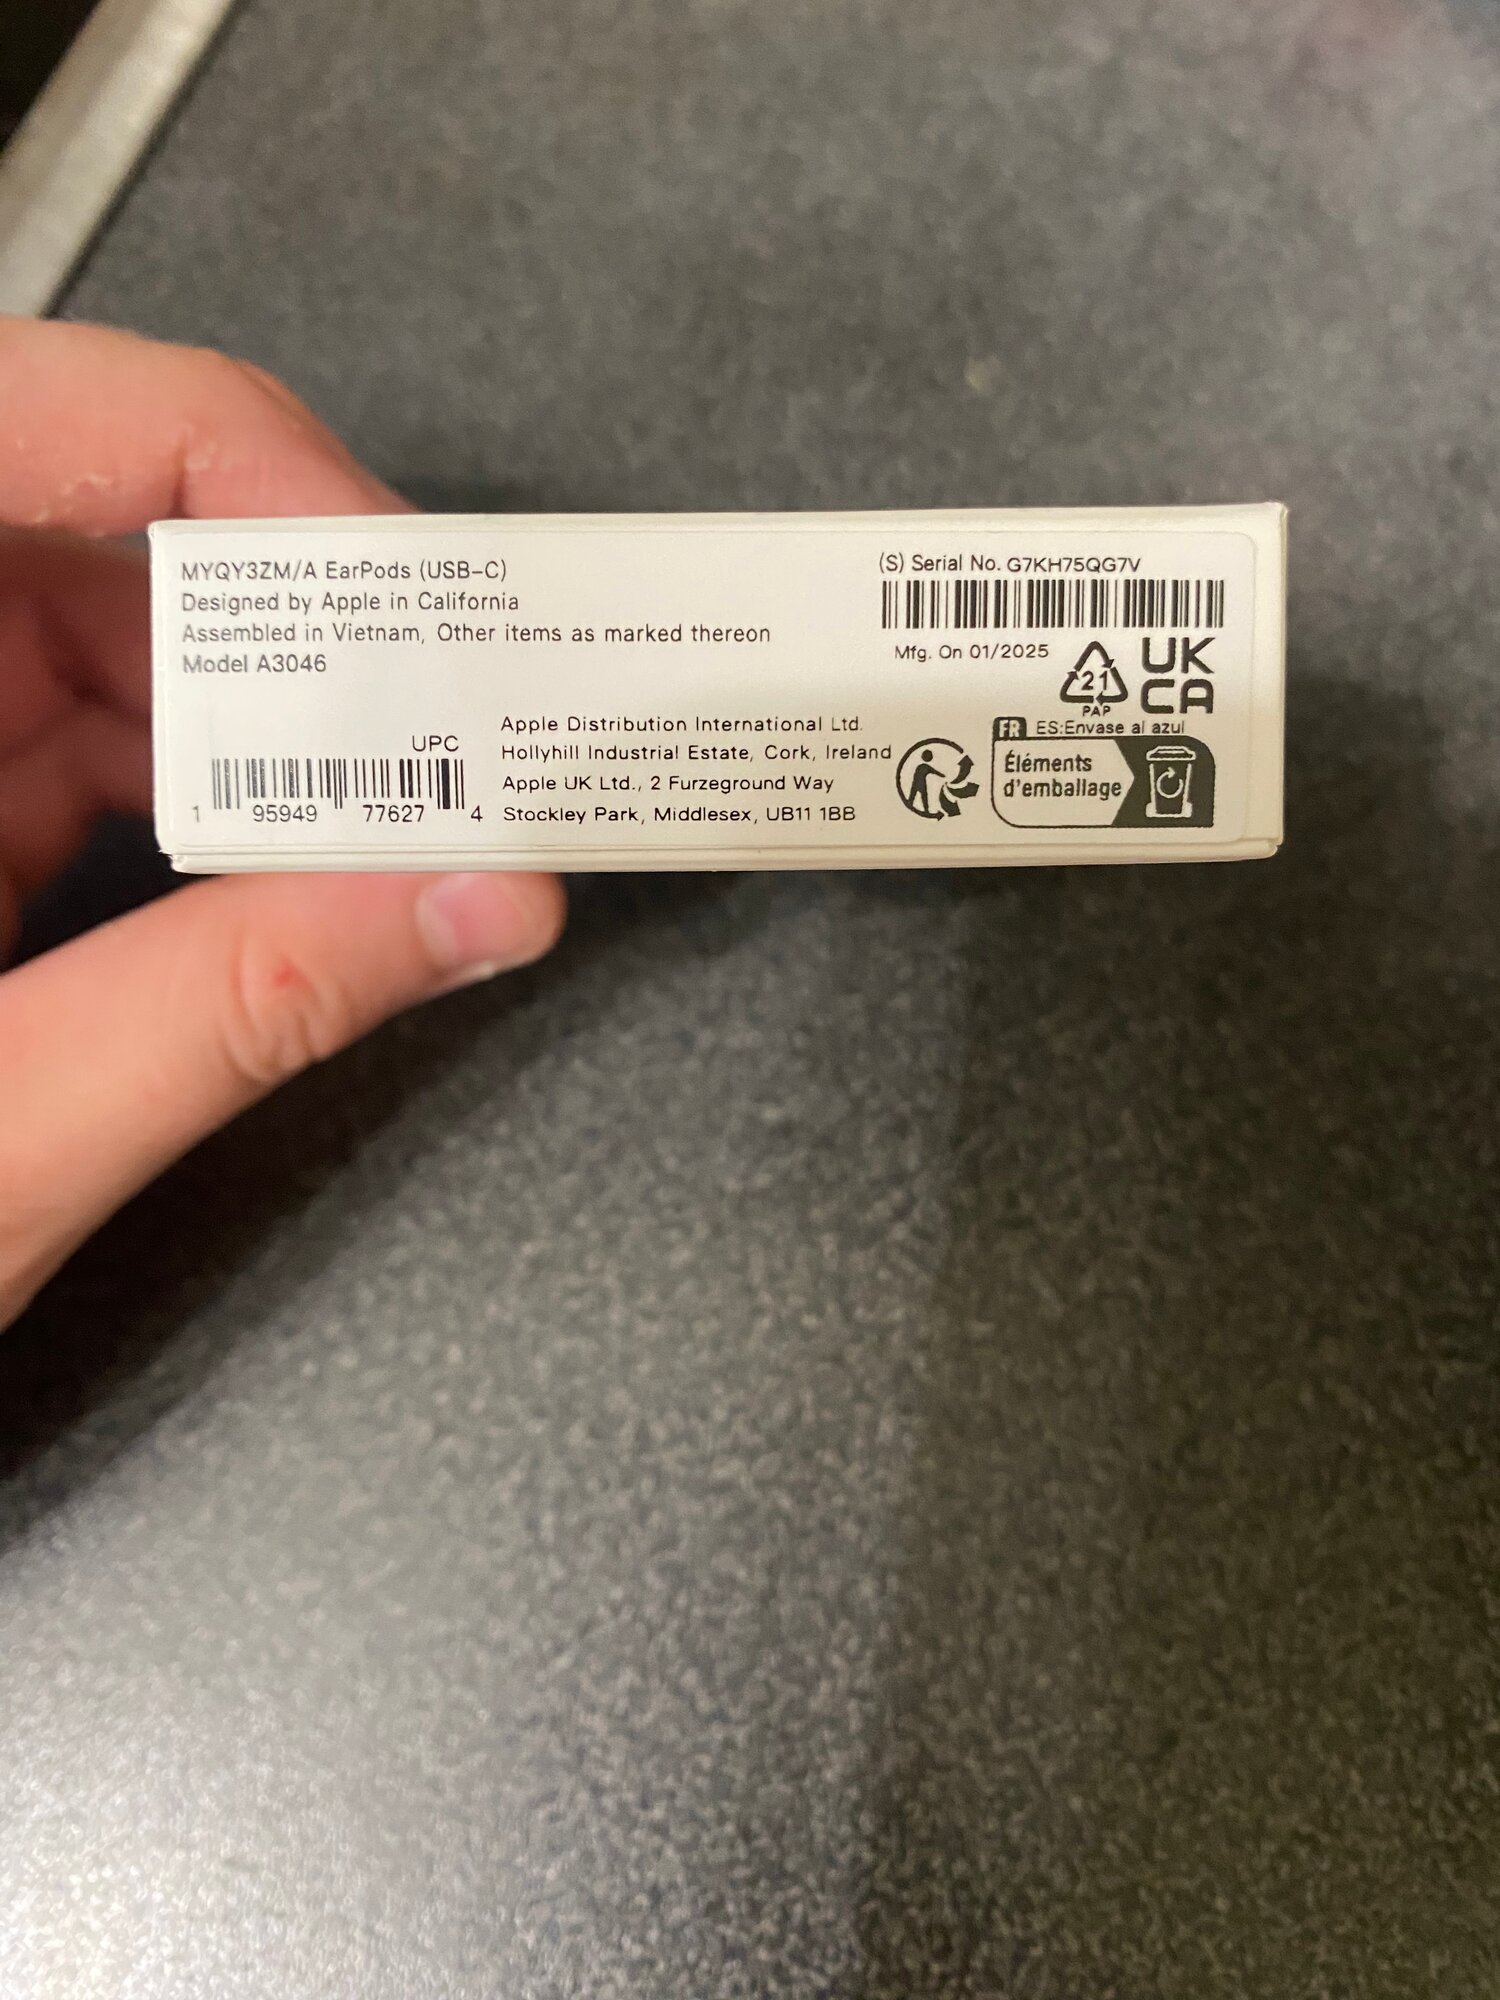 MYQY3ZM/A EarPods (USB-C)
Designed by Apple in California
Assembled in Vietnam, Other items as marked thereon
Model A3046
UPC
1 95949 77627 4
Apple Distribution International Ltd.
Hollyhill Industrial Estate, Cork, Ireland
Apple UK Ltd., 2 Furzeground Way
Stockley Park, Middlesex, UB11 1BB
(S) Serial No. G7KH75QG7V
Mfg. On 01/2025
21
PAP
UK
CA
FR ES:Envase al azul
Éléments
d'emballage